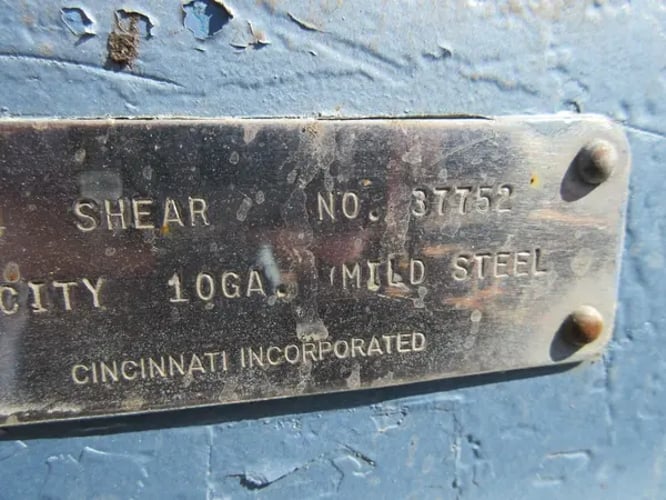 SHEAR NO. 37752
CITY 10GA. MILD STEEL
CINCINNATI INCORPORATED